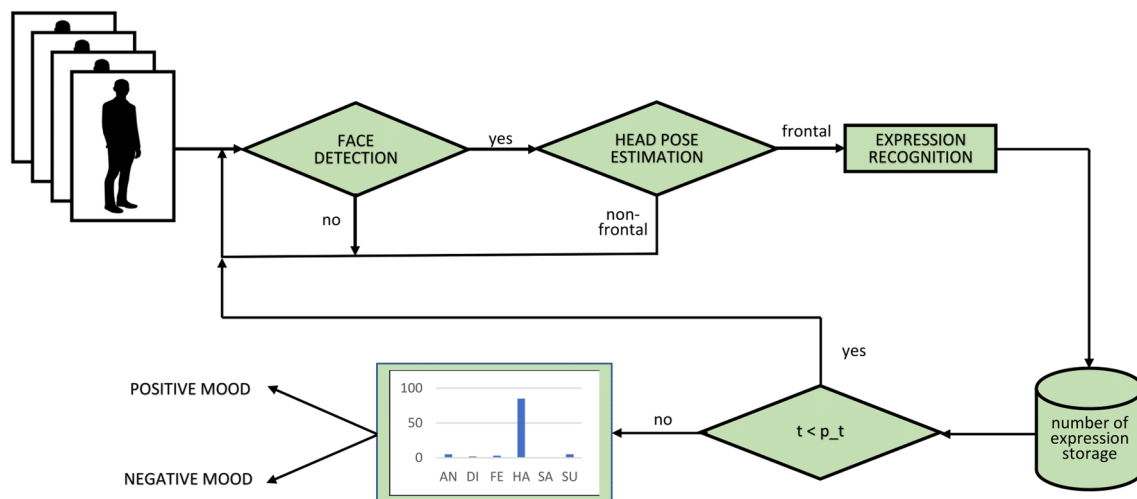 FACE
DETECTION
yes
HEAD POSE
ESTIMATION
frontal
EXPRESSION
RECOGNITION
no
non-
frontal
yes
POSITIVE MOOD
NEGATIVE MOOD
100
50
0
AN DI FE HA SA SU
no
t < p_t
number of
expression
storage